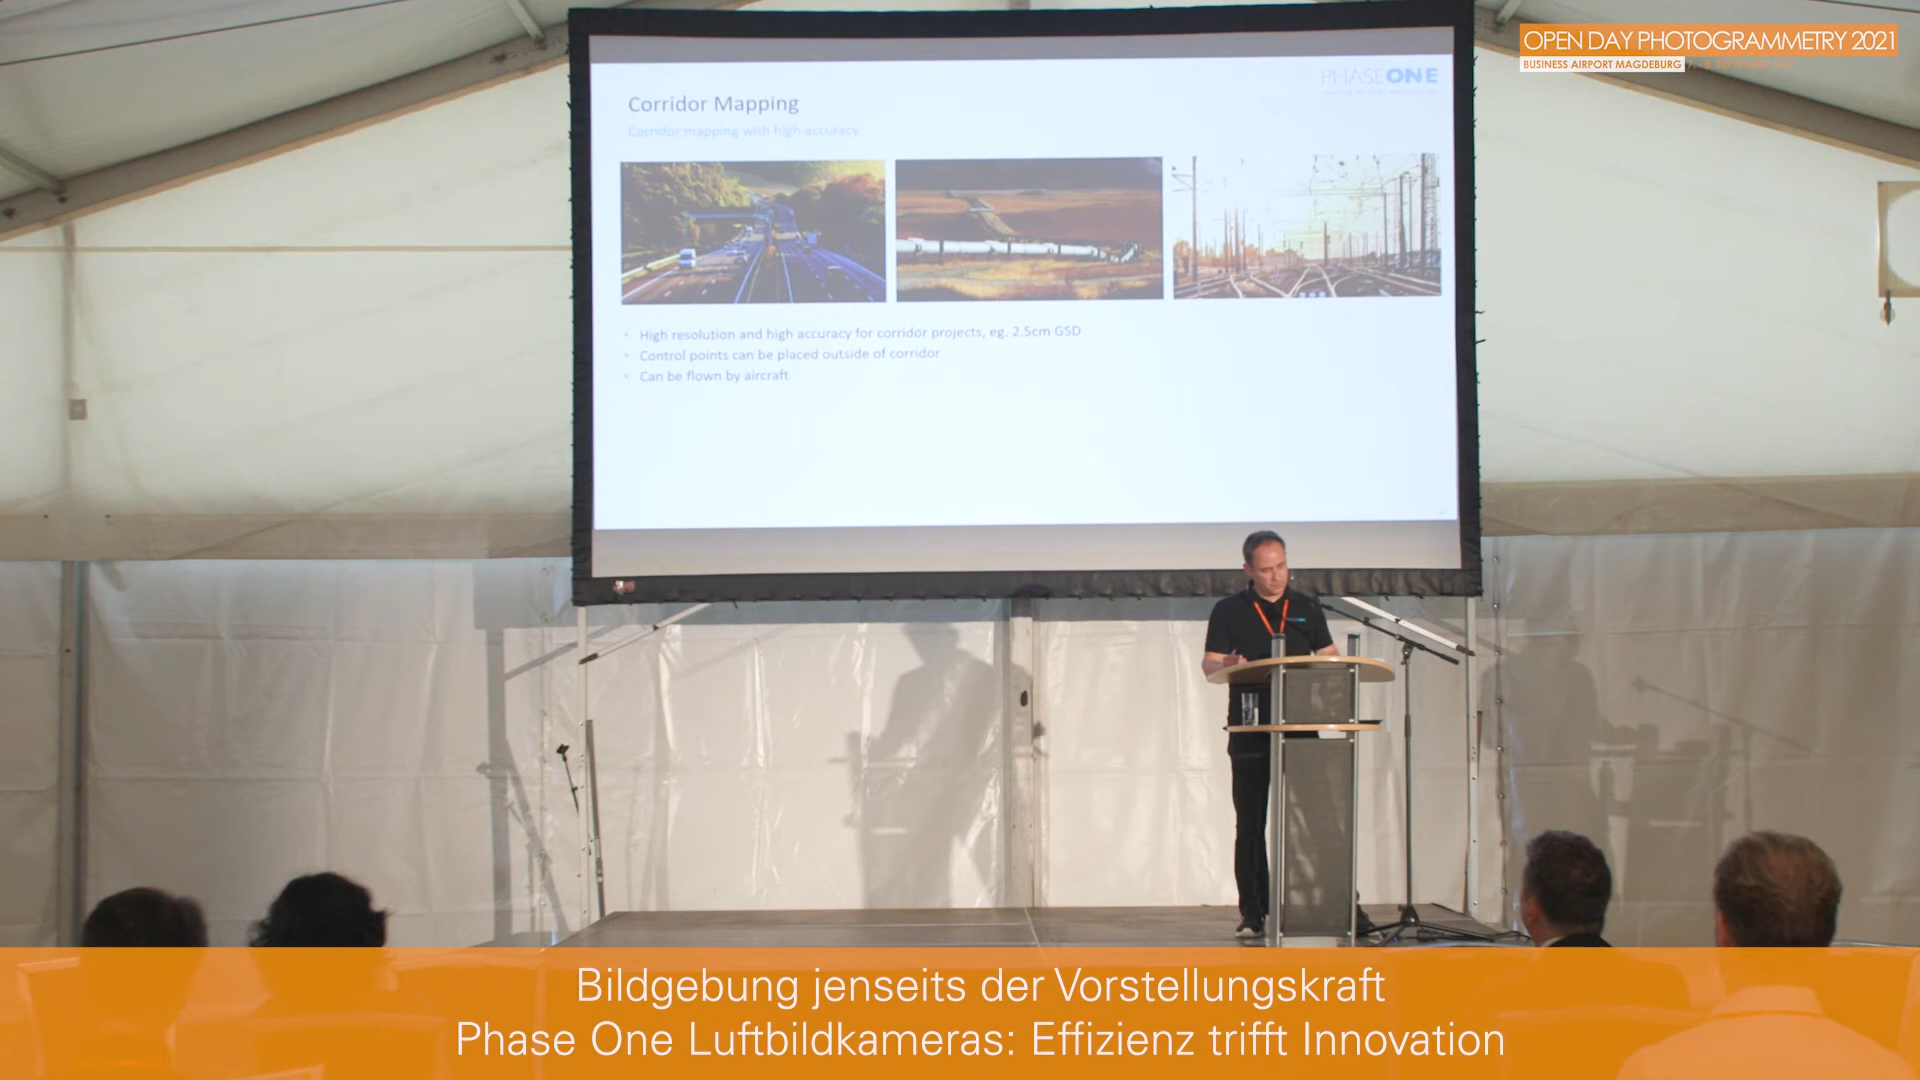 OPEN DAY PHOTOGRAMMETRY 2021
BUSINESS AIRPORT MAGDEBURG
PHASEONE
Corridor Mapping
Corridor mapping with high accuracy
• High resolution and high accuracy for corridor projects, eg. 2.5cm GSD
• Control points can be placed outside of corridor
• Can be flown by aircraft
Bildgebung jenseits der Vorstellungskraft
Phase One Luftbildkameras: Effizienz trifft Innovation